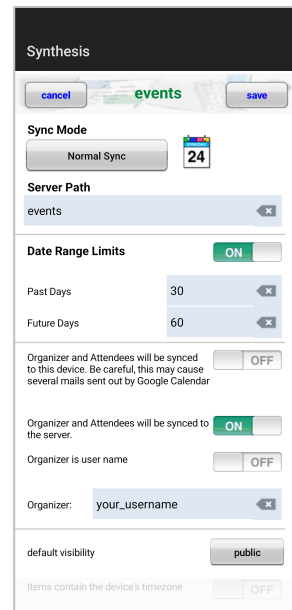 Synthesis
cancel
events
save
Sync Mode
Normal Sync
24
Server Path
events
Date Range Limits
ON
Past Days
30
Future Days
60
Organizer and Attendees will be synced
to this device. Be careful, this may cause
several mails sent out by Google Calendar
OFF
Organizer and Attendees will be synced to
the server.
ON
Organizer is user name
OFF
Organizer:
your_username
default visibility
public
Items contain the device's timezone
OFF